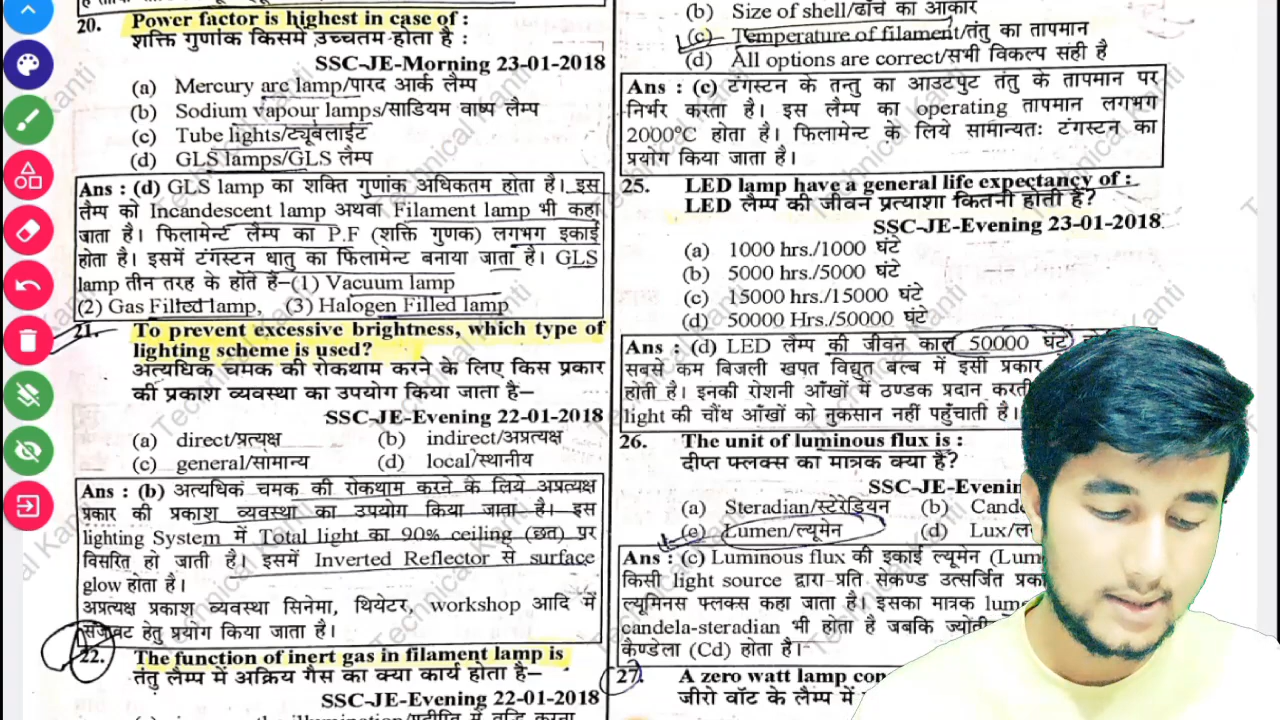 20. Power factor is highest in case of :
शक्ति गुणांक किसमें उच्चतम होता है :
SSC-JE-Morning 23-01-2018
(a) Mercury arc lamp/पारद आर्क लैम्प
(b) Sodium vapour lamps/साडियम वाष्प लैम्प
(c) Tube lights/ट्यूबलाईट
(d) GLS lamps/GLS लैम्प
Ans : (d) GLS lamp का शक्ति गुणांक अधिकतम होता है। इस
लैम्प को Incandescent lamp अथवा Filament lamp भी कहा
जाता है। फिलामेन्ट लैम्प का P.F (शक्ति गुणक) लगभग इकाई
होता है। इसमें टंगस्टन धातु का फिलामेन्ट बनाया जाता है। GLS
lamp तीन तरह के होते है–(1) Vacuum lamp
(2) Gas Filled lamp, (3) Halogen Filled lamp
21. To prevent excessive brightness, which type of
lighting scheme is used?
अत्यधिक चमक की रोकथाम करने के लिए किस प्रकार
की प्रकाश व्यवस्था का उपयोग किया जाता है–
SSC-JE-Evening 22-01-2018
(a) direct/प्रत्यक्ष (b) indirect/अप्रत्यक्ष
(c) general/सामान्य (d) local/स्थानीय
Ans : (b) अत्यधिक चमक की रोकथाम करने के लिये अप्रत्यक्ष
प्रकार की प्रकाश व्यवस्था का उपयोग किया जाता है। इस
lighting System में Total light का 90% ceiling (छत) पर
विसरित हो जाती है। इसमें Inverted Reflector से surface
glow होता है।
अप्रत्यक्ष प्रकाश व्यवस्था सिनेमा, थियेटर, workshop आदि में
सजावट हेतु प्रयोग किया जाता है।
22. The function of inert gas in filament lamp is
तंतु लैम्प में अक्रिय गैस का क्या कार्य होता है–
SSC-JE-Evening 22-01-2018
(b) Size of shell/ढाँचे का आकार
(c) Temperature of filament/तंतु का तापमान
(d) All options are correct/सभी विकल्प संही है
Ans : (c) टंगस्टन के तन्तु का आउटपुट तंतु के तापमान पर
निर्भर करता है। इस लैम्प का operating तापमान लगभग
2000°C होता है। फिलामेन्ट के लिये सामान्यतः टंगस्टन का
प्रयोग किया जाता है।
25. LED lamp have a general life expectancy of :
LED लैम्प की जीवन प्रत्याशा कितनी होती है?
SSC-JE-Evening 23-01-2018
(a) 1000 hrs./1000 घंटे
(b) 5000 hrs./5000 घंटे
(c) 15000 hrs./15000 घंटे
(d) 50000 Hrs./50000 घंटे
Ans : (d) LED लैम्प की जीवन काल 50000 घंटे
सबसे कम बिजली खपत विद्युत बल्ब में इसी प्रकार
होती है। इनकी रोशनी आँखों में ठण्डक प्रदान करती
light की चौंध आँखों को नुकसान नहीं पहुंचाती है।
26. The unit of luminous flux is :
दीप्त फ्लक्स का मात्रक क्या है?
SSC-JE-Evenin
(a) Steradian/स्टेरेडियन (b) Cande
(c) Lumen/ल्यूमेन (d) Lux/ल
Ans : (c) Luminous flux की इकाई ल्यूमेन (Lum
किसी light source द्वारा प्रति सेकण्ड उत्सर्जित प्रक
ल्यूमिनस फ्लक्स कहा जाता है। इसका मात्रक lum
candela-steradian भी होता है जबकि ज्योती
कैण्डेला (Cd) होता है।
27. A zero watt lamp con
जीरो वॉट के लैम्प में